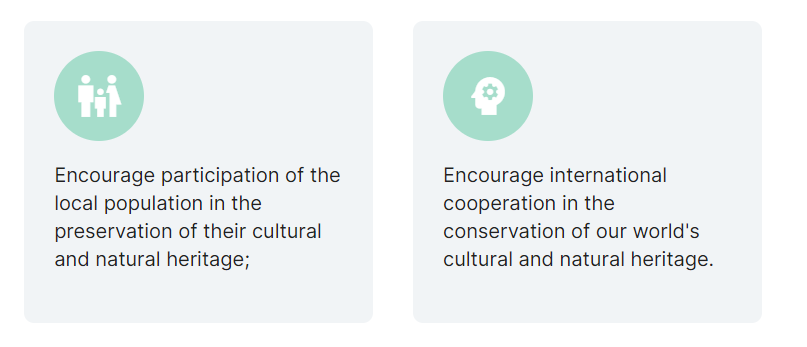 Encourage participation of the
local population in the
preservation of their cultural
and natural heritage;
Encourage international
cooperation in the
conservation of our world's
cultural and natural heritage.